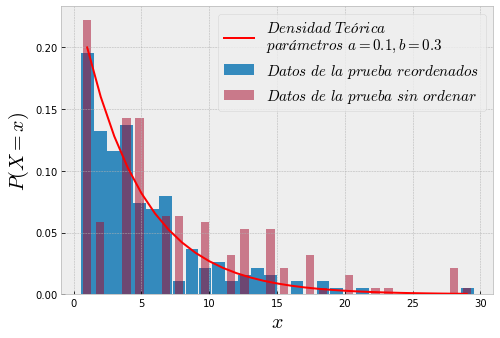 Densidad Teórica
parámetros a = 0.1, b = 0.3
Datos de la prueba reordenados
Datos de la prueba sin ordenar
P(X = x)
0.20
0.15
0.10
0.05
0.00
0 5 10 15 20 25 30
x